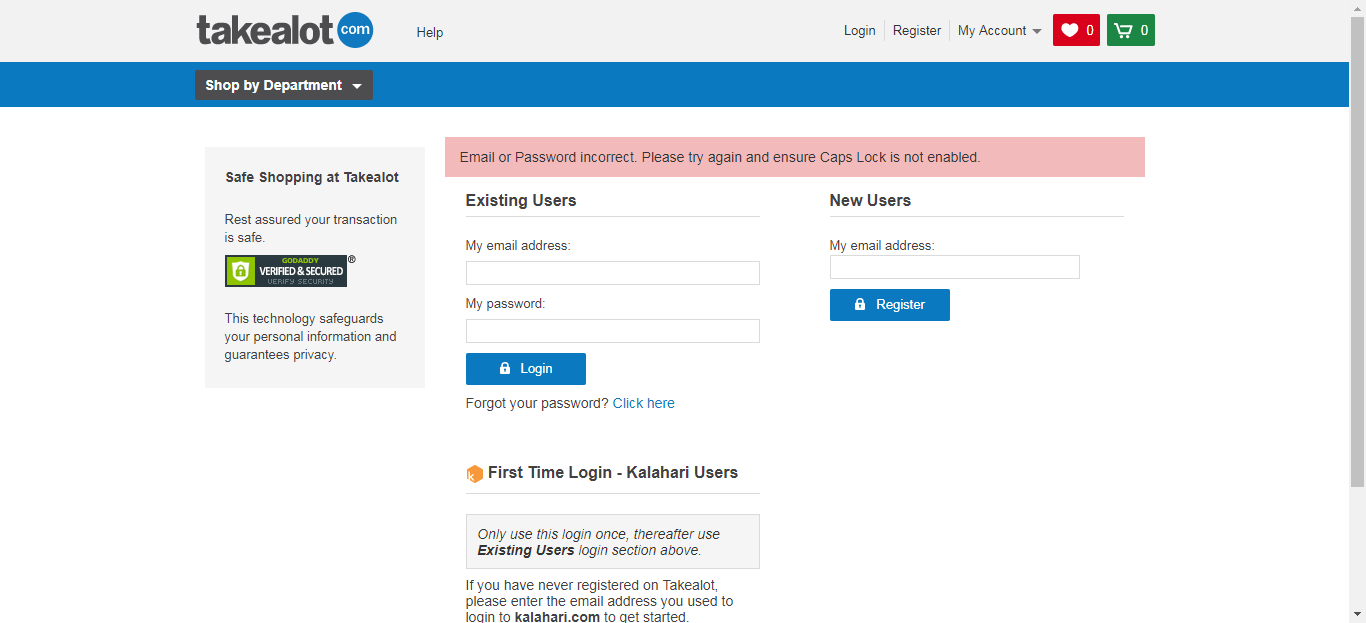 takealot com
Help
Login
Register
My Account
0
0
Shop by Department
Safe Shopping at Takealot
Rest assured your transaction
is safe.
GODADDY
VERIFIED & SECURED
VERIFY SECURITY
®
This technology safeguards
your personal information and
guarantees privacy.
Email or Password incorrect. Please try again and ensure Caps Lock is not enabled.
Existing Users
My email address:
My password:
Login
Forgot your password? Click here
New Users
My email address:
Register
First Time Login - Kalahari Users
Only use this login once, thereafter use
Existing Users login section above.
If you have never registered on Takealot,
please enter the email address you used to
login to kalahari.com to get started.